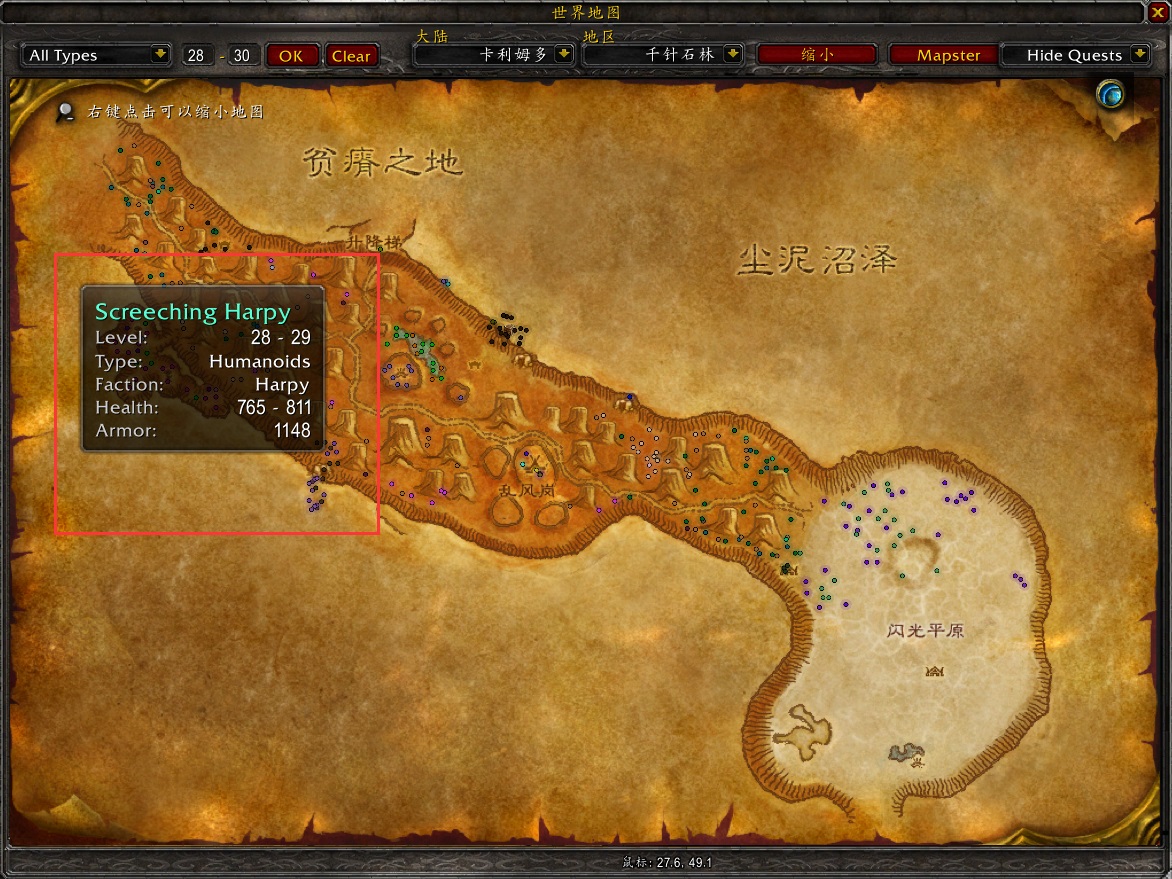 世界地图
大陆 地区
All Types 28 - 30 OK Clear 卡利姆多 千针石林 缩小 Mapster Hide Quests
右键点击可以缩小地图
贫瘠之地
升降梯
尘泥沼泽
Screeching Harpy
Level: 28 - 29
Type: Humanoids
Faction: Harpy
Health: 765 - 811
Armor: 1148
乱风岗
闪光平原
鼠标: 27.6, 49.1